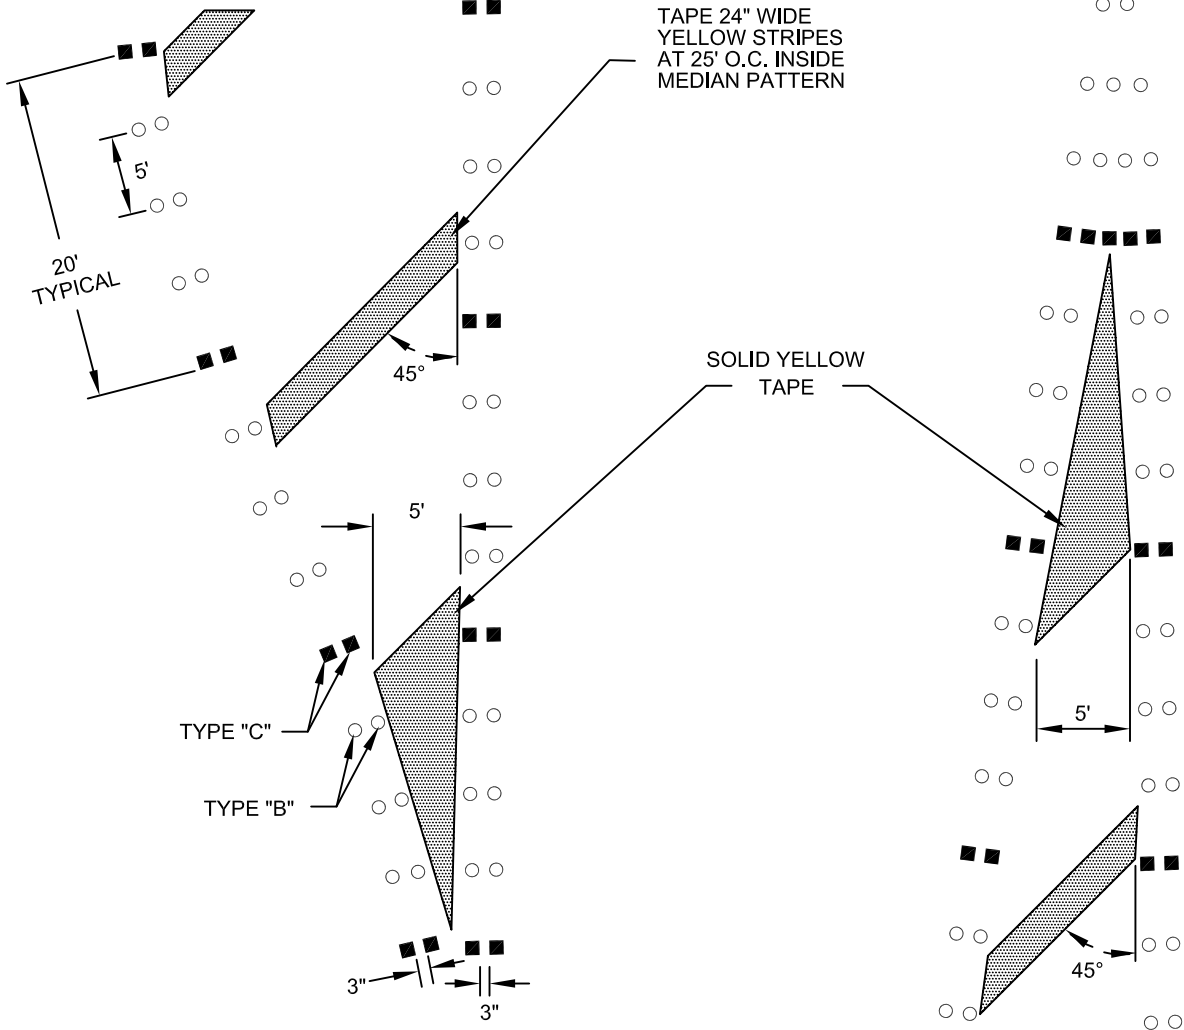 TAPE 24" WIDE
YELLOW STRIPES
AT 25' O.C. INSIDE
MEDIAN PATTERN
5'
20'
TYPICAL
45°
SOLID YELLOW
TAPE
5'
TYPE "C"
TYPE "B"
5'
3"
3"
45°